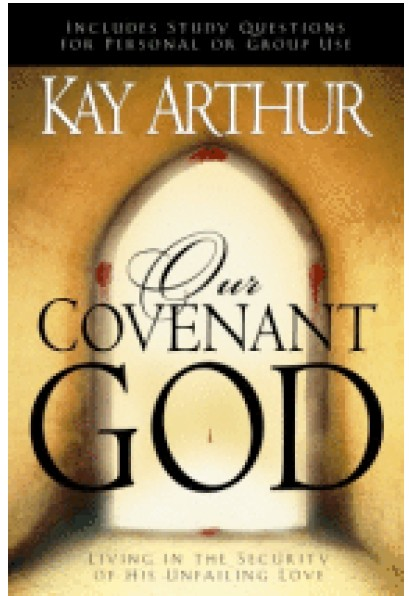 INCLUDES STUDY QUESTIONS
FOR PERSONAL OR GROUP USE
KAY ARTHUR
Our
COVENANT
GOD
LIVING IN THE SECURITY
OF HIS UNFAILING LOVE